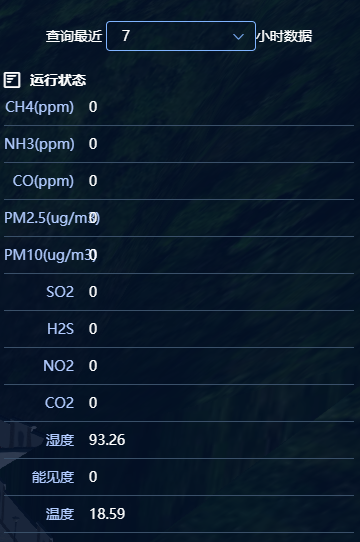 查询最近 7 小时数据
运行状态
CH4(ppm) 0
NH3(ppm) 0
CO(ppm) 0
PM2.5(ug/m3) 0
PM10(ug/m3) 0
SO2 0
H2S 0
NO2 0
CO2 0
湿度 93.26
能见度 0
温度 18.59